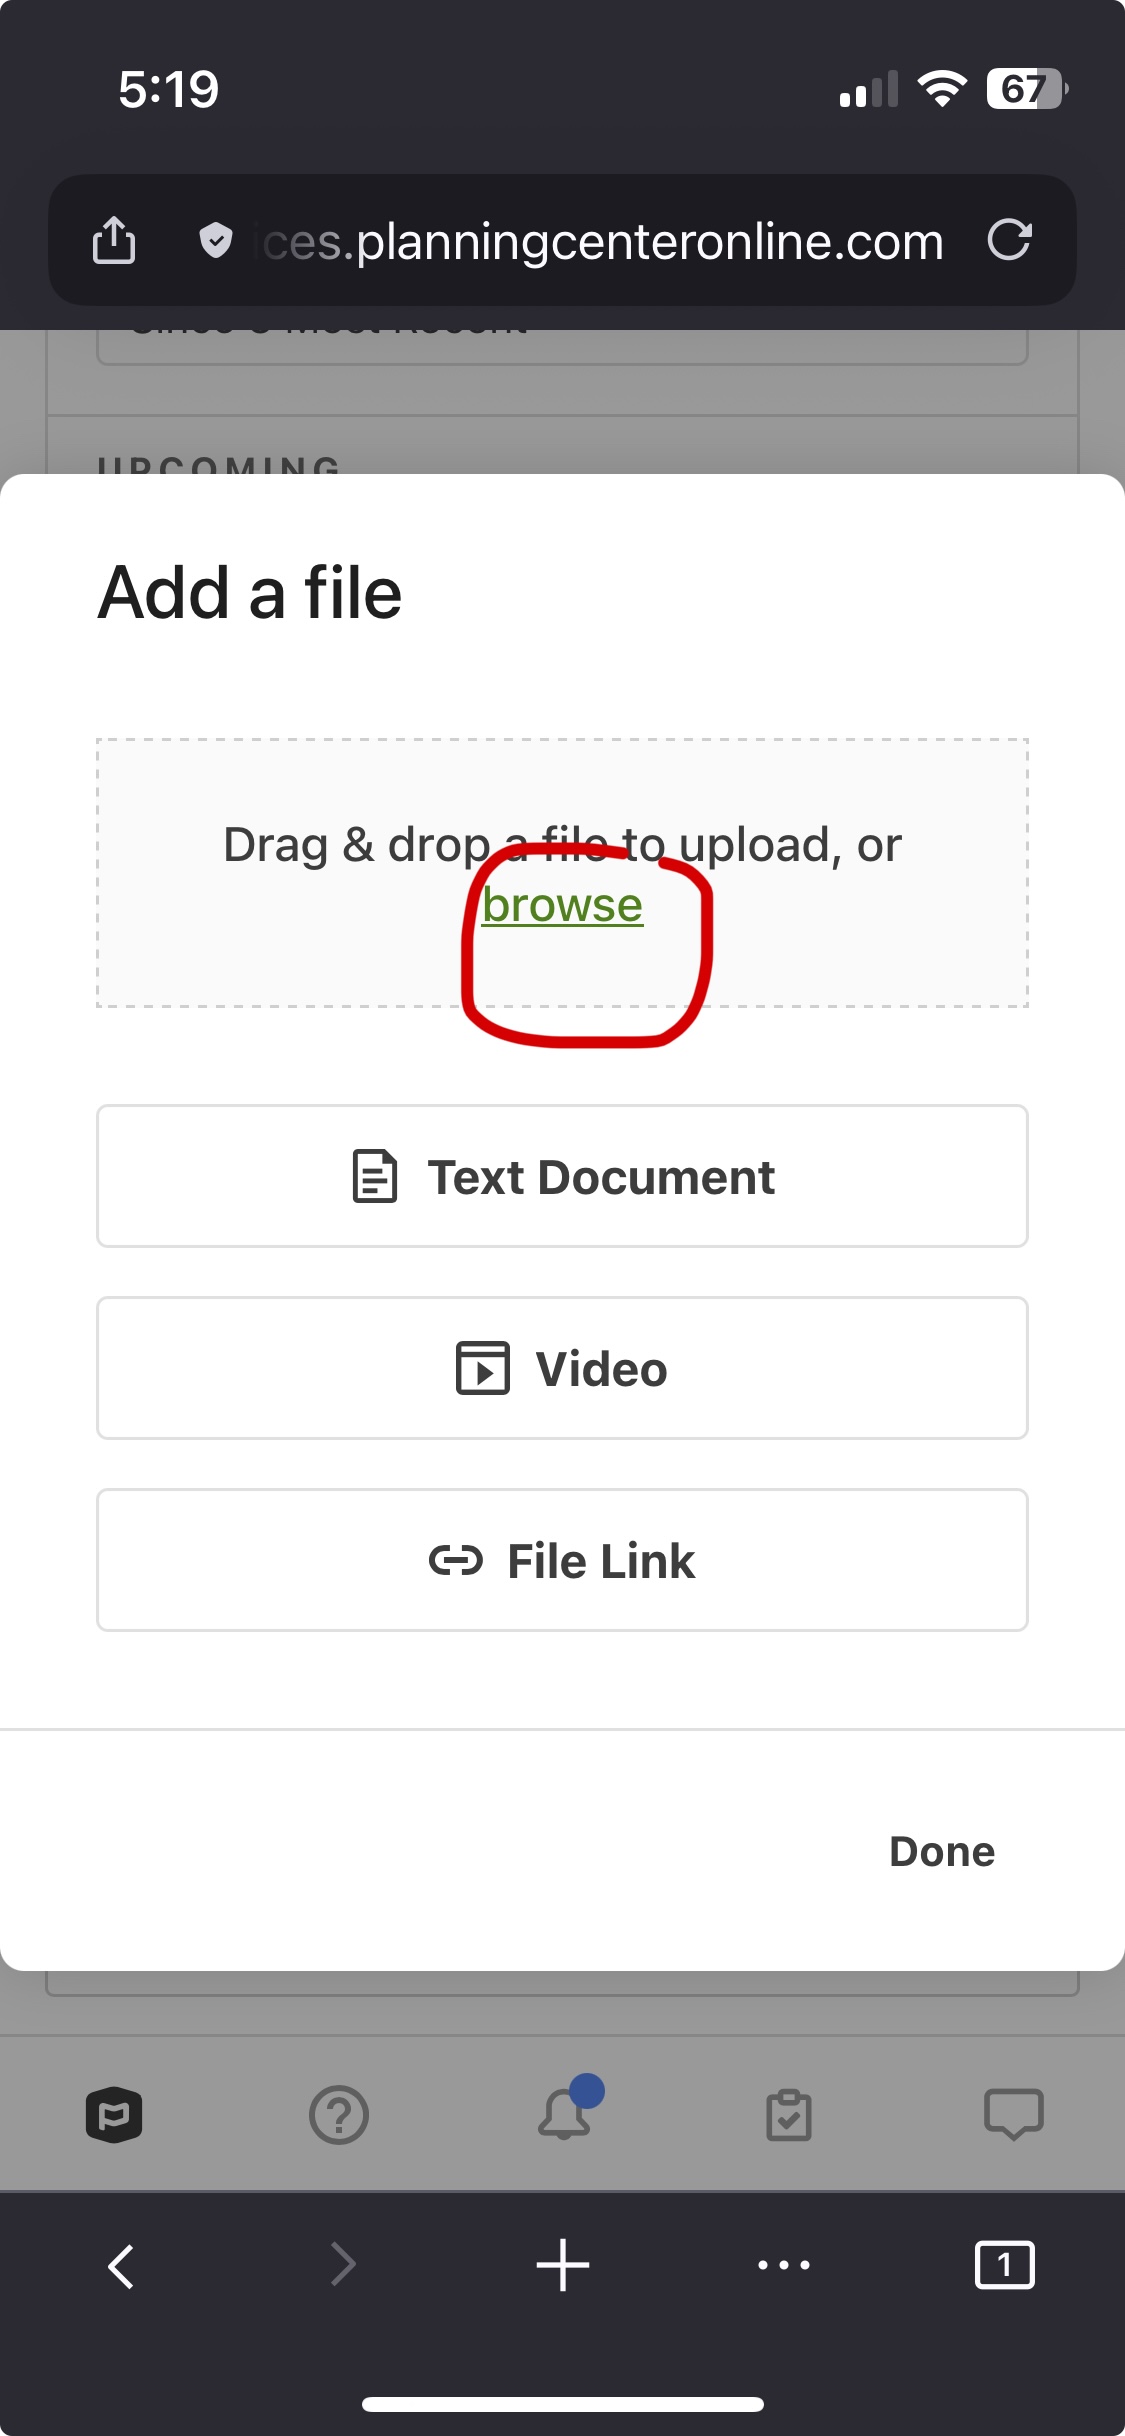 5:19
67
ices.planningcenteronline.com
UPCOMING
Add a file
Drag & drop a file to upload, or
browse
Text Document
Video
File Link
Done
1